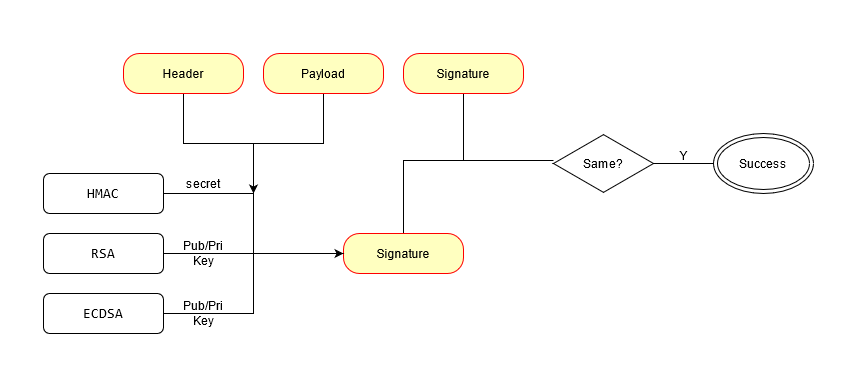 Header
Payload
Signature
Same?
Y
Success
HMAC
secret
RSA
Pub/Pri
Key
Signature
ECDSA
Pub/Pri
Key